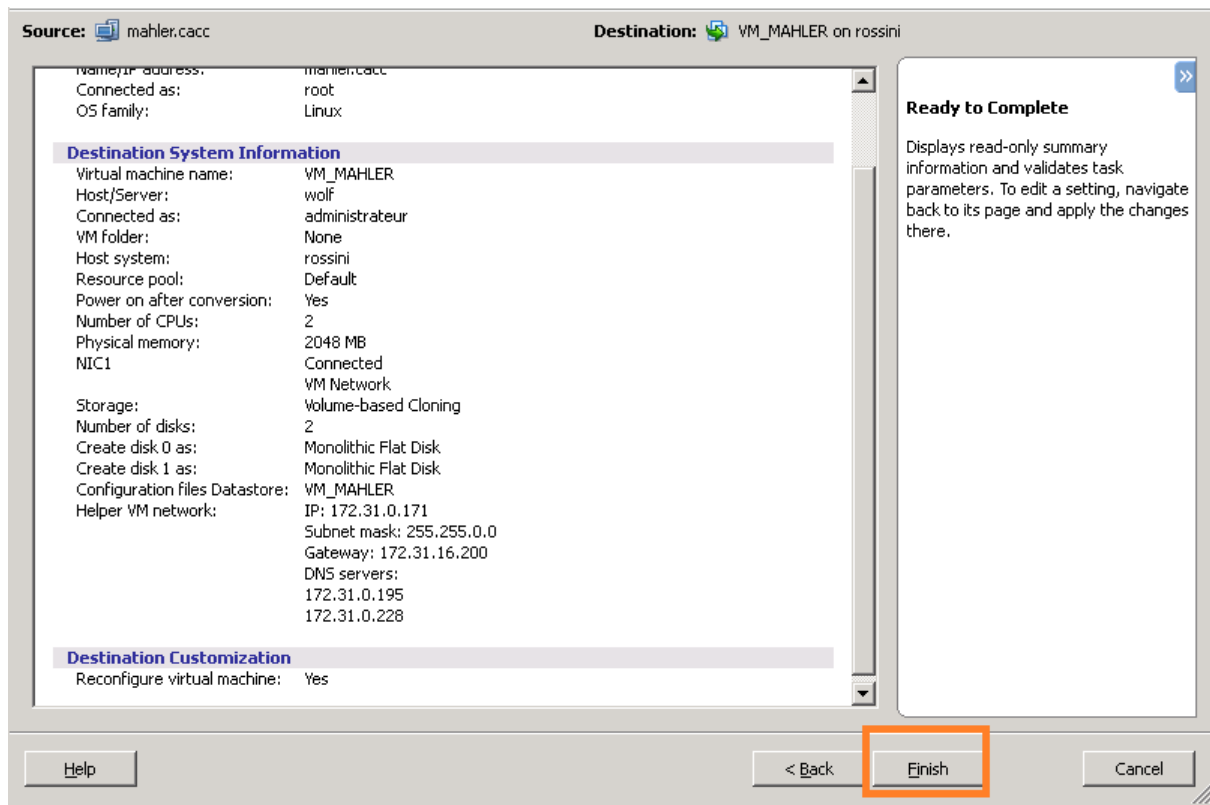 Source: mahler.cacc Destination: VM_MAHLER on rossini
Name/IP address: mahler.cacc
Connected as: root
OS family: Linux
Destination System Information
Virtual machine name: VM_MAHLER
Host/Server: wolf
Connected as: administrateur
VM folder: None
Host system: rossini
Resource pool: Default
Power on after conversion: Yes
Number of CPUs: 2
Physical memory: 2048 MB
NIC1 Connected
VM Network
Storage: Volume-based Cloning
Number of disks: 2
Create disk 0 as: Monolithic Flat Disk
Create disk 1 as: Monolithic Flat Disk
Configuration files Datastore: VM_MAHLER
Helper VM network: IP: 172.31.0.171
Subnet mask: 255.255.0.0
Gateway: 172.31.16.200
DNS servers:
172.31.0.195
172.31.0.228
Destination Customization
Reconfigure virtual machine: Yes
Ready to Complete
Displays read-only summary
information and validates task
parameters. To edit a setting, navigate
back to its page and apply the changes
there.
Help < Back Finish Cancel